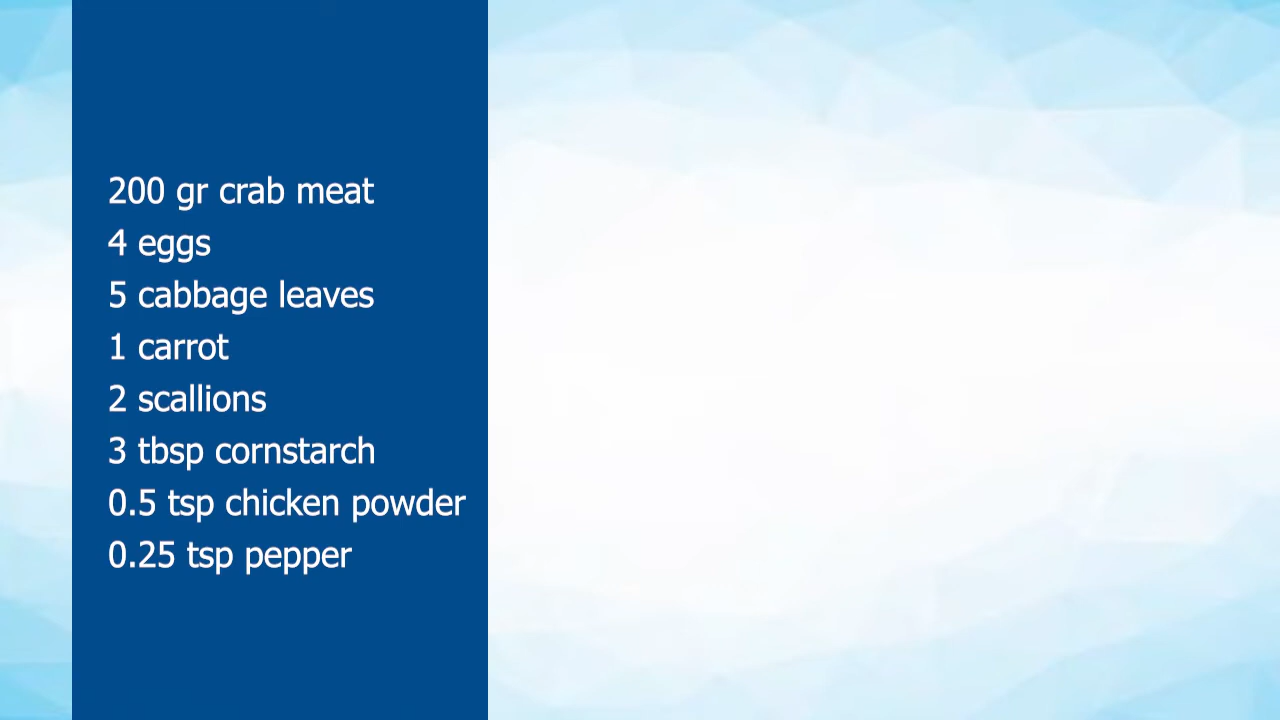 200 gr crab meat
4 eggs
5 cabbage leaves
1 carrot
2 scallions
3 tbsp cornstarch
0.5 tsp chicken powder
0.25 tsp pepper